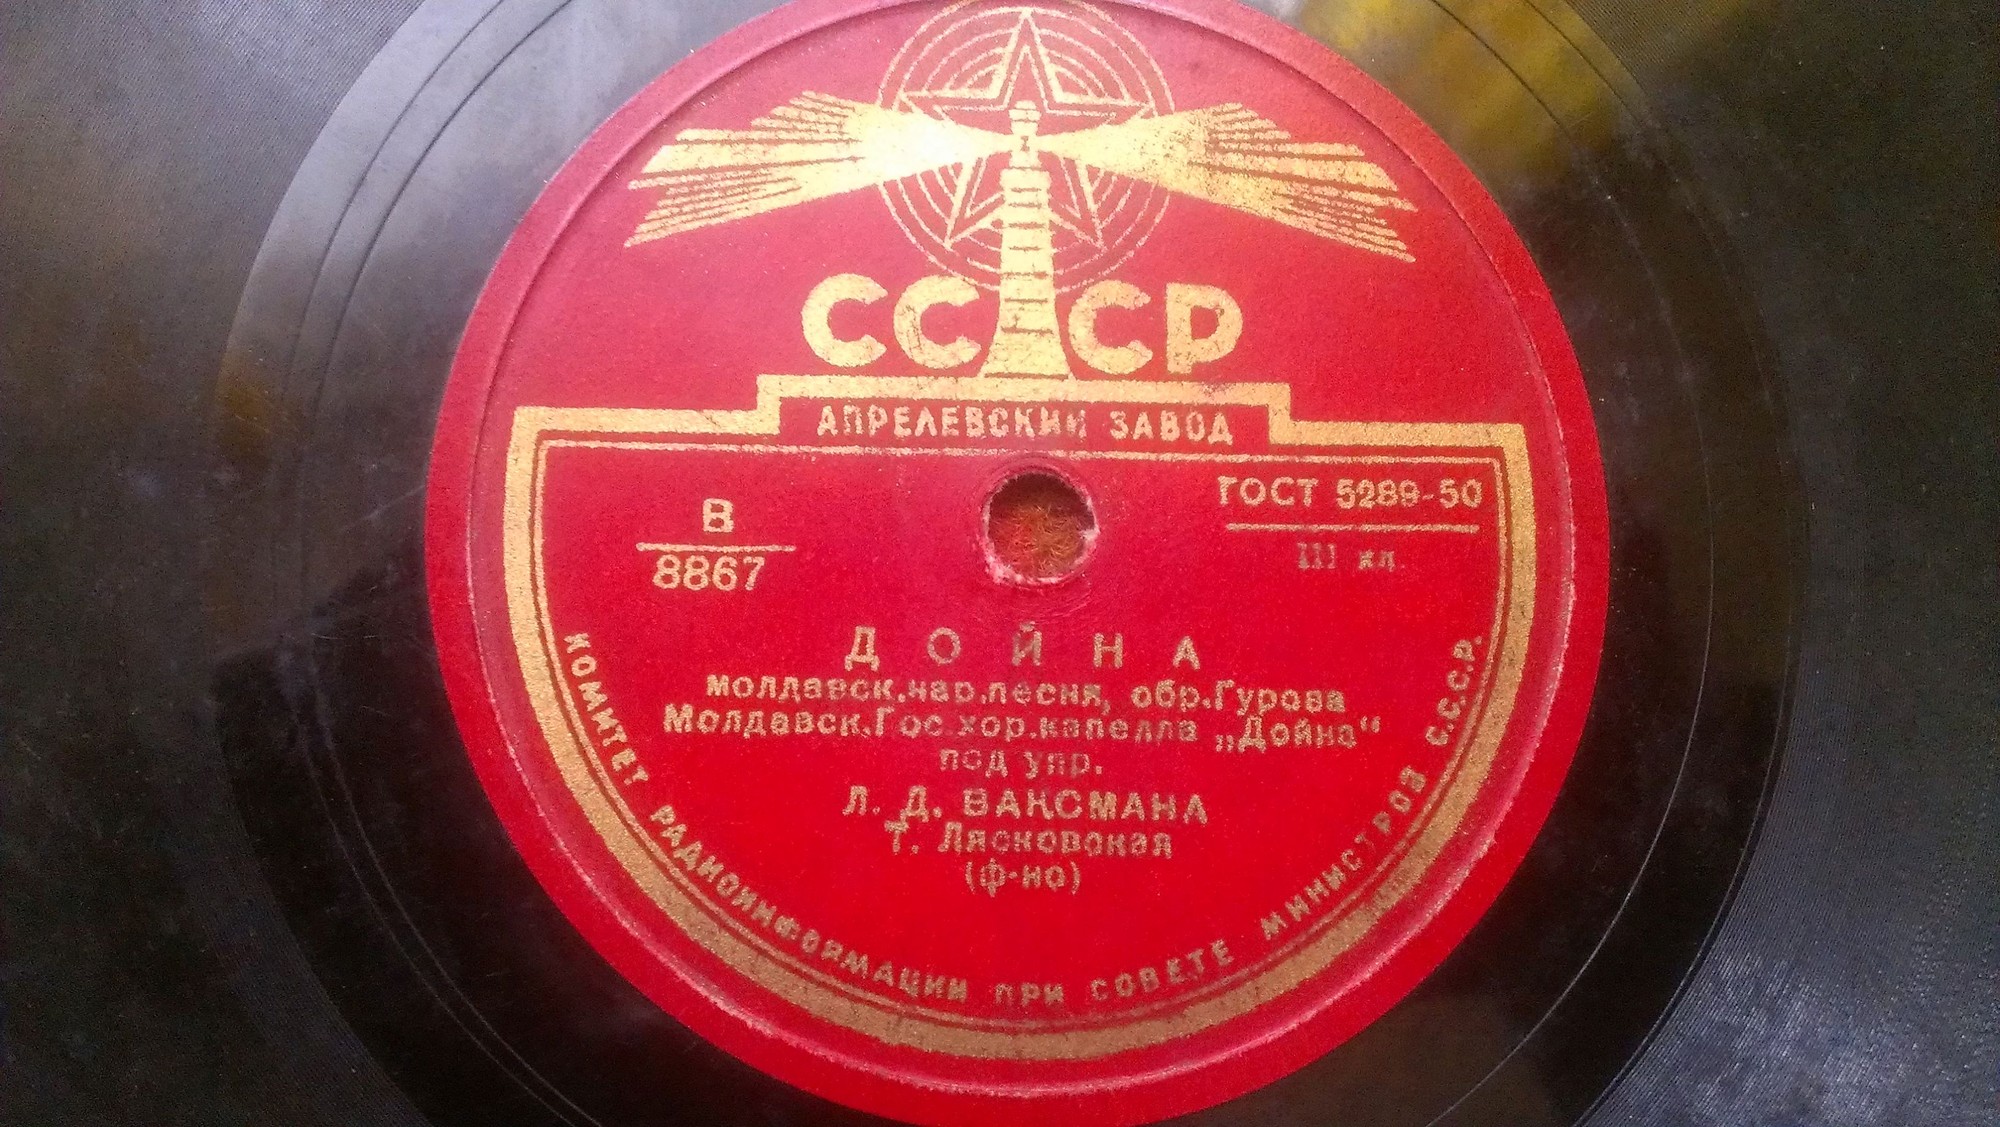 СССР
АПРЕЛЕВСКИЙ ЗАВОД
В
8867
ГОСТ 5289-50
III кл.
ДОЙНА
молдавск.нар.песня, обр.Гурова
Молдавск.Гос.хор.капелла „Дойна“
под упр.
Л. Д. ВАКСМАНА
Т. Лясковская
(ф-но)
КОМИТЕТ РАДИОИНФОРМАЦИИ ПРИ СОВЕТЕ МИНИСТРОВ С.С.С.Р.